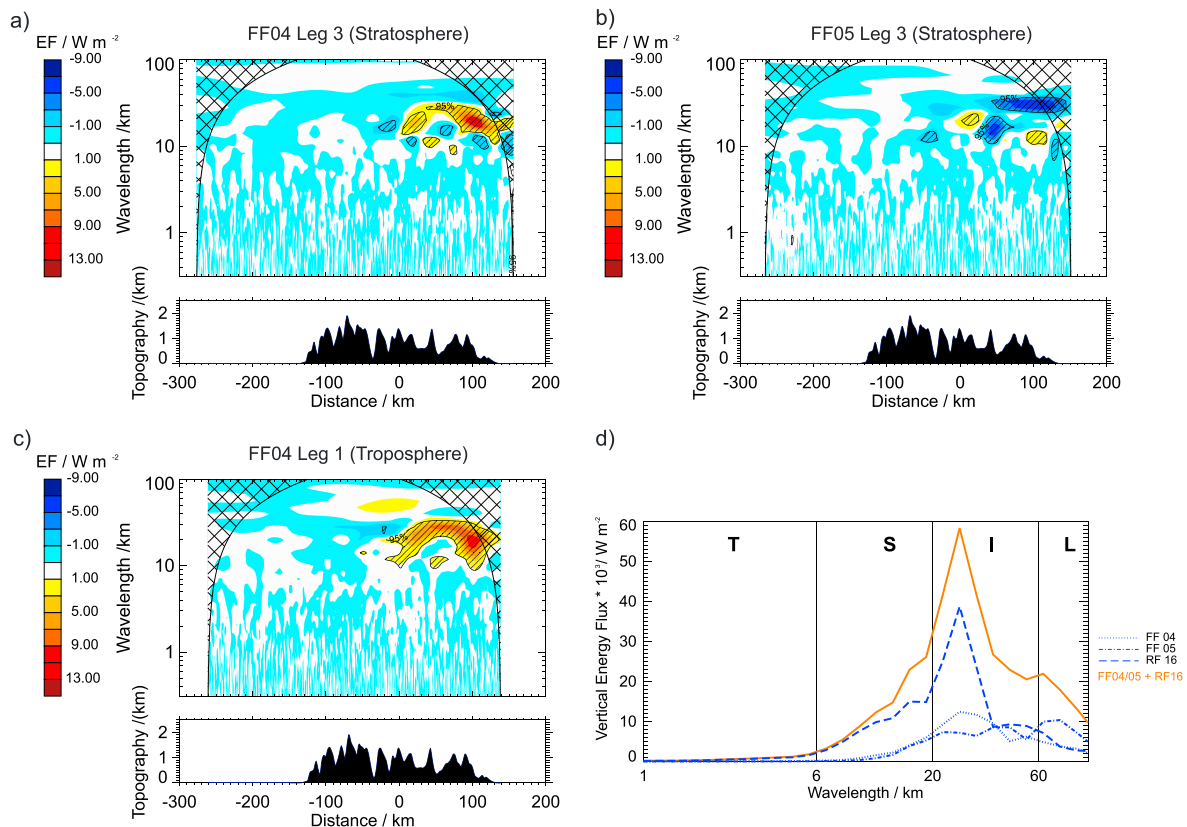 a)
FF04 Leg 3 (Stratosphere)
EF / W m -2
-9.00
-5.00
-1.00
1.00
5.00
9.00
13.00
Wavelength /km
100
10
1
95%
95%
Topography /(km)
2
1
0
-300 -200 -100 0 100 200
Distance / km
b)
FF05 Leg 3 (Stratosphere)
EF / W m -2
-9.00
-5.00
-1.00
1.00
5.00
9.00
13.00
Wavelength /km
100
10
1
95%
95%
Topography /(km)
2
1
0
-300 -200 -100 0 100 200
Distance / km
c)
FF04 Leg 1 (Troposphere)
EF / W m -2
-9.00
-5.00
-1.00
1.00
5.00
9.00
13.00
Wavelength /km
100
10
1
95%
Topography /(km)
2
1
0
-300 -200 -100 0 100 200
Distance / km
d)
Vertical Energy Flux * 10³ / W m-2
60
50
40
30
20
10
0
T S I L
1 6 20 60
Wavelength / km
FF 04
FF 05
RF 16
FF04/05 + RF16